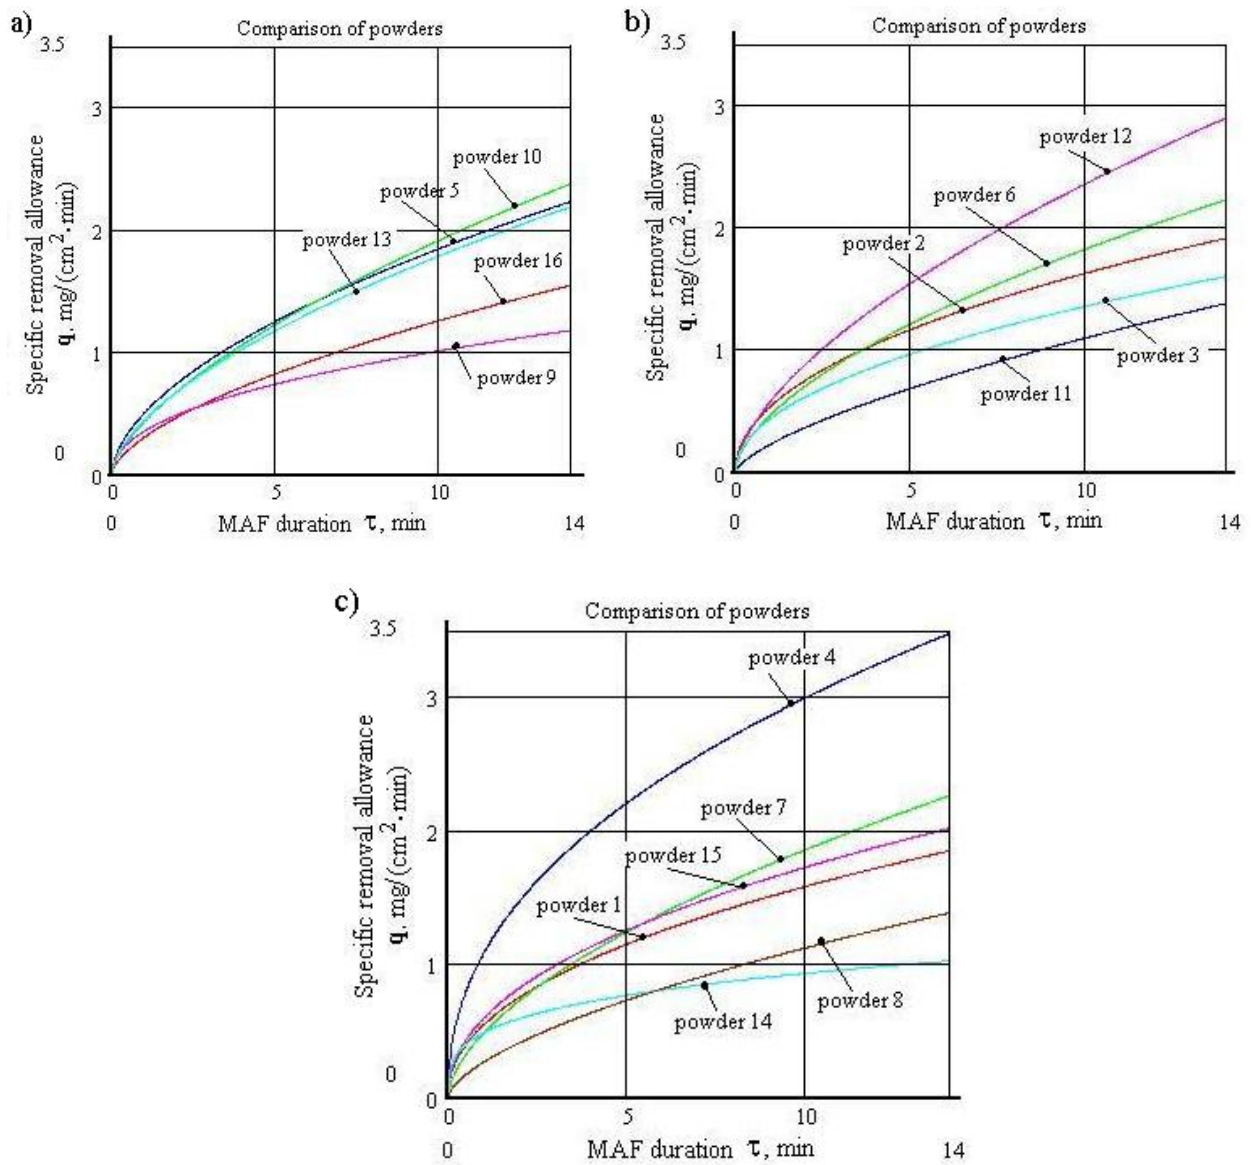 a)
Comparison of powders
3.5
3
2
1
0
0
Specific removal allowance
q, mg/(cm²·min)
powder 10
powder 5
powder 13
powder 16
powder 9
0
5
10
0
MAF duration τ, min
14
b)
Comparison of powders
3.5
3
2
1
0
0
Specific removal allowance
q, mg/(cm²·min)
powder 12
powder 6
powder 2
powder 3
powder 11
0
5
10
0
MAF duration τ, min
14
c)
Comparison of powders
3.5
3
2
1
0
0
Specific removal allowance
q, mg/(cm²·min)
powder 4
powder 7
powder 15
powder 1
powder 8
powder 14
0
5
10
0
MAF duration τ, min
14